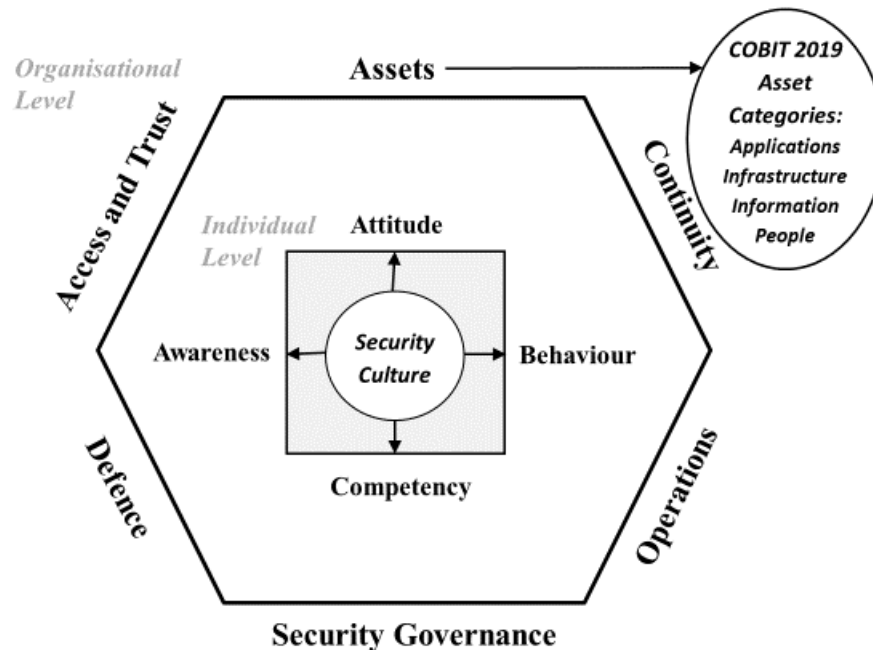 Organisational
Level
Assets
COBIT 2019
Asset
Categories:
Applications
Infrastructure
Information
People
Access and Trust
Continuity
Individual
Level
Attitude
Awareness
Security
Culture
Behaviour
Competency
Defence
Operations
Security Governance